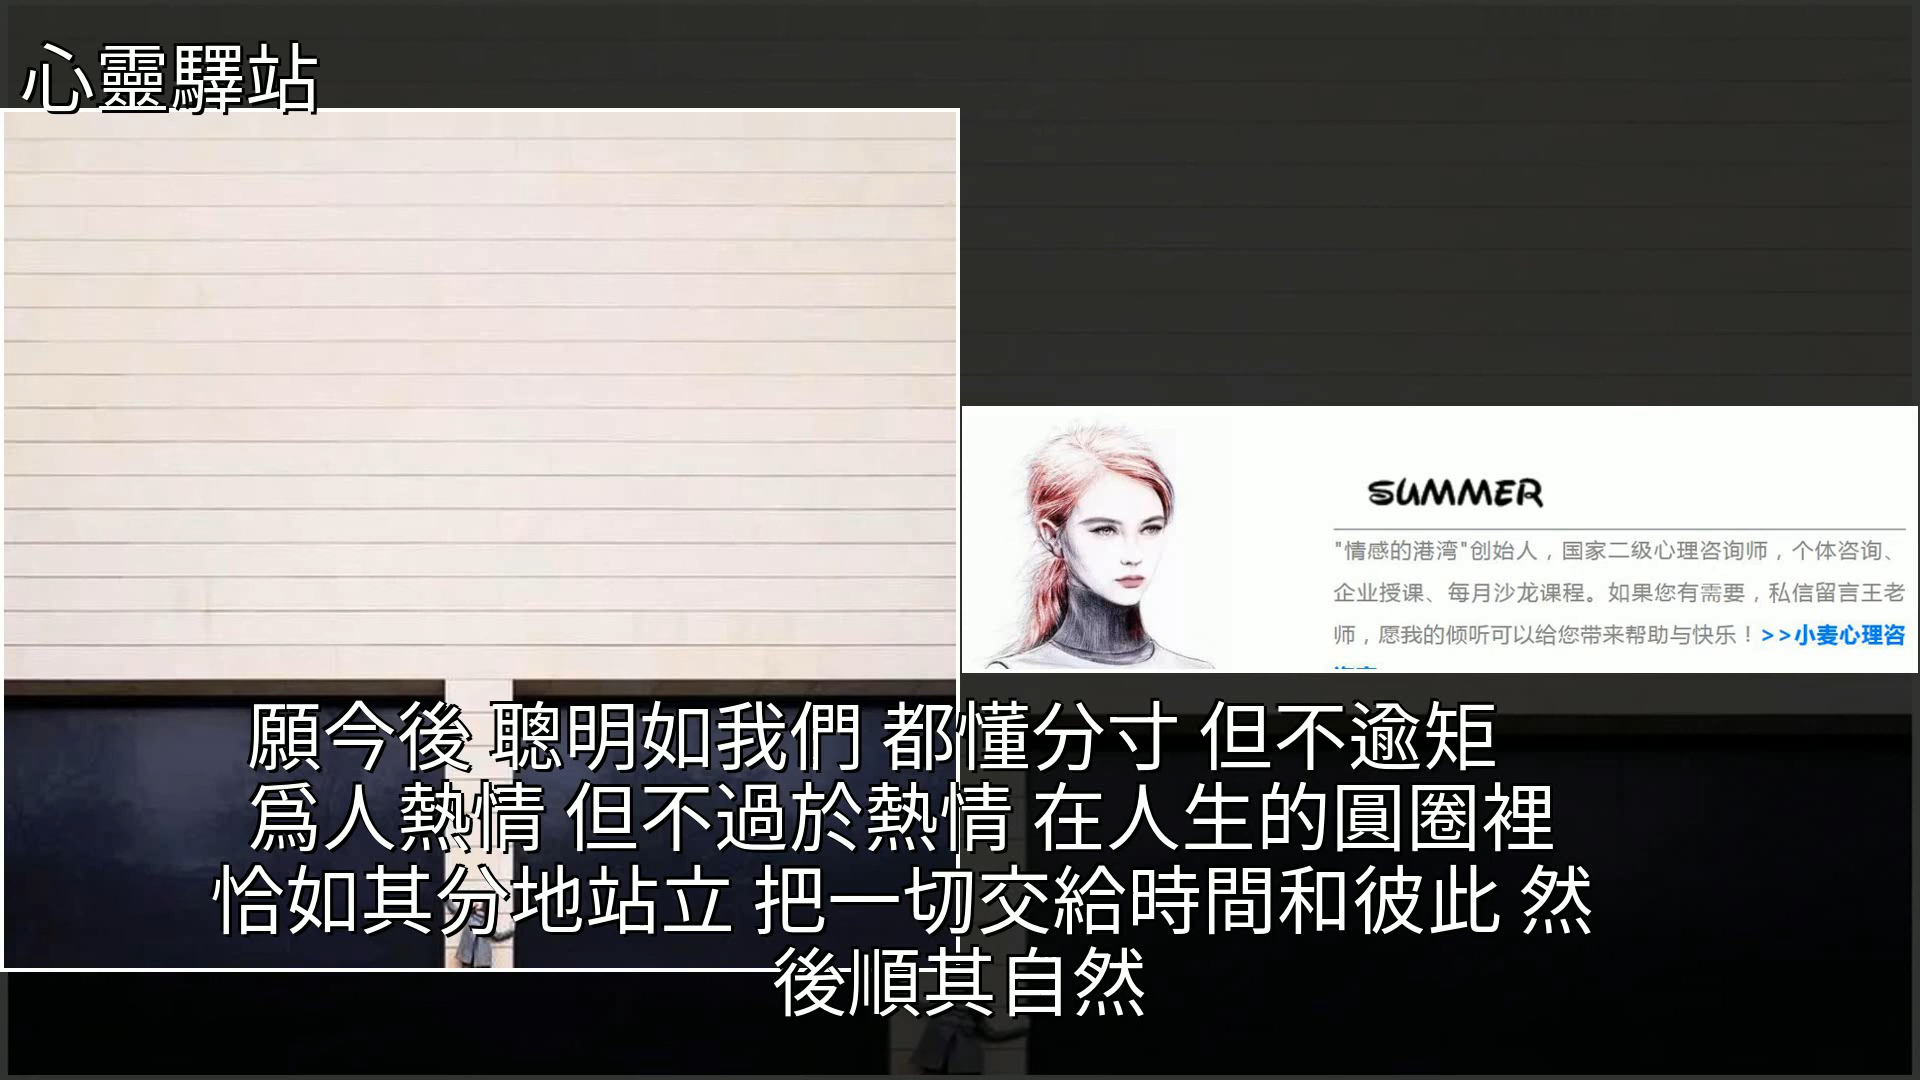 心靈驛站
SUMMER
"情感的港湾"创始人，国家二级心理咨询师，个体咨询、
企业授课、每月沙龙课程。如果您有需要，私信留言王老
师，愿我的倾听可以给您带来帮助与快乐！>>小麦心理咨
願今後 聰明如我們 都懂分寸 但不逾矩
爲人熱情 但不過於熱情 在人生的圓圈裡
恰如其分地站立 把一切交給時間和彼此 然
後順其自然